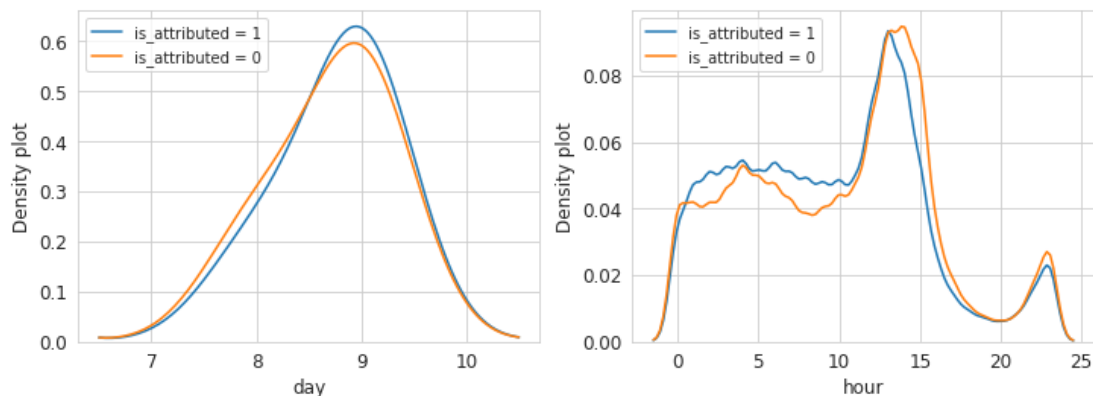 is_attributed = 1
is_attributed = 0
0.6
0.5
0.4
0.3
0.2
0.1
0.0
Density plot
7 8 9 10
day
is_attributed = 1
is_attributed = 0
0.08
0.06
0.04
0.02
0.00
Density plot
0 5 10 15 20 25
hour